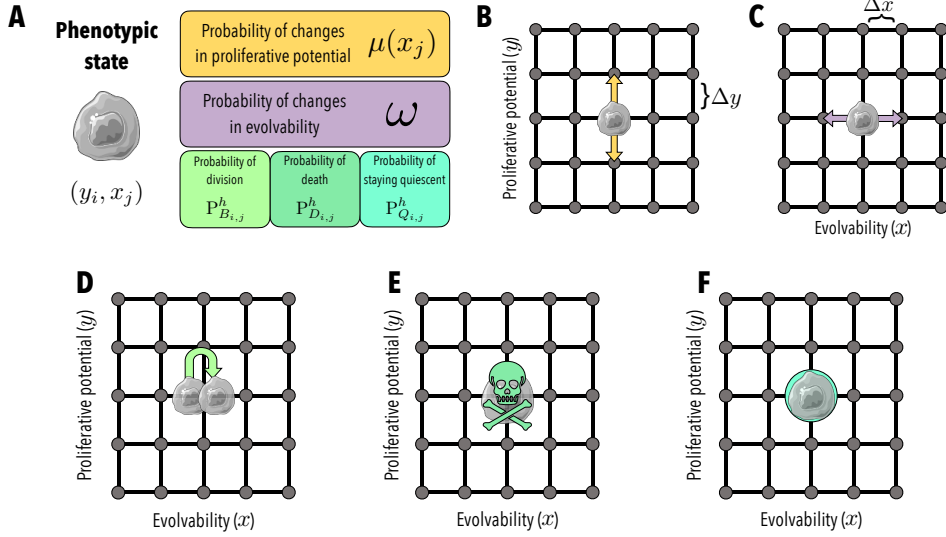 A
Phenotypic
state
(y_i, x_j)
Probability of changes
in proliferative potential
μ(x_j)
Probability of changes
in evolvability
ω
Probability of
division
P^h_{B_{i,j}}
Probability of
death
P^h_{D_{i,j}}
Probability of
staying quiescent
P^h_{Q_{i,j}}
B
Proliferative potential (y)
}Δy
C
Δx
Evolvability (x)
D
Proliferative potential (y)
Evolvability (x)
E
Proliferative potential (y)
Evolvability (x)
F
Proliferative potential (y)
Evolvability (x)